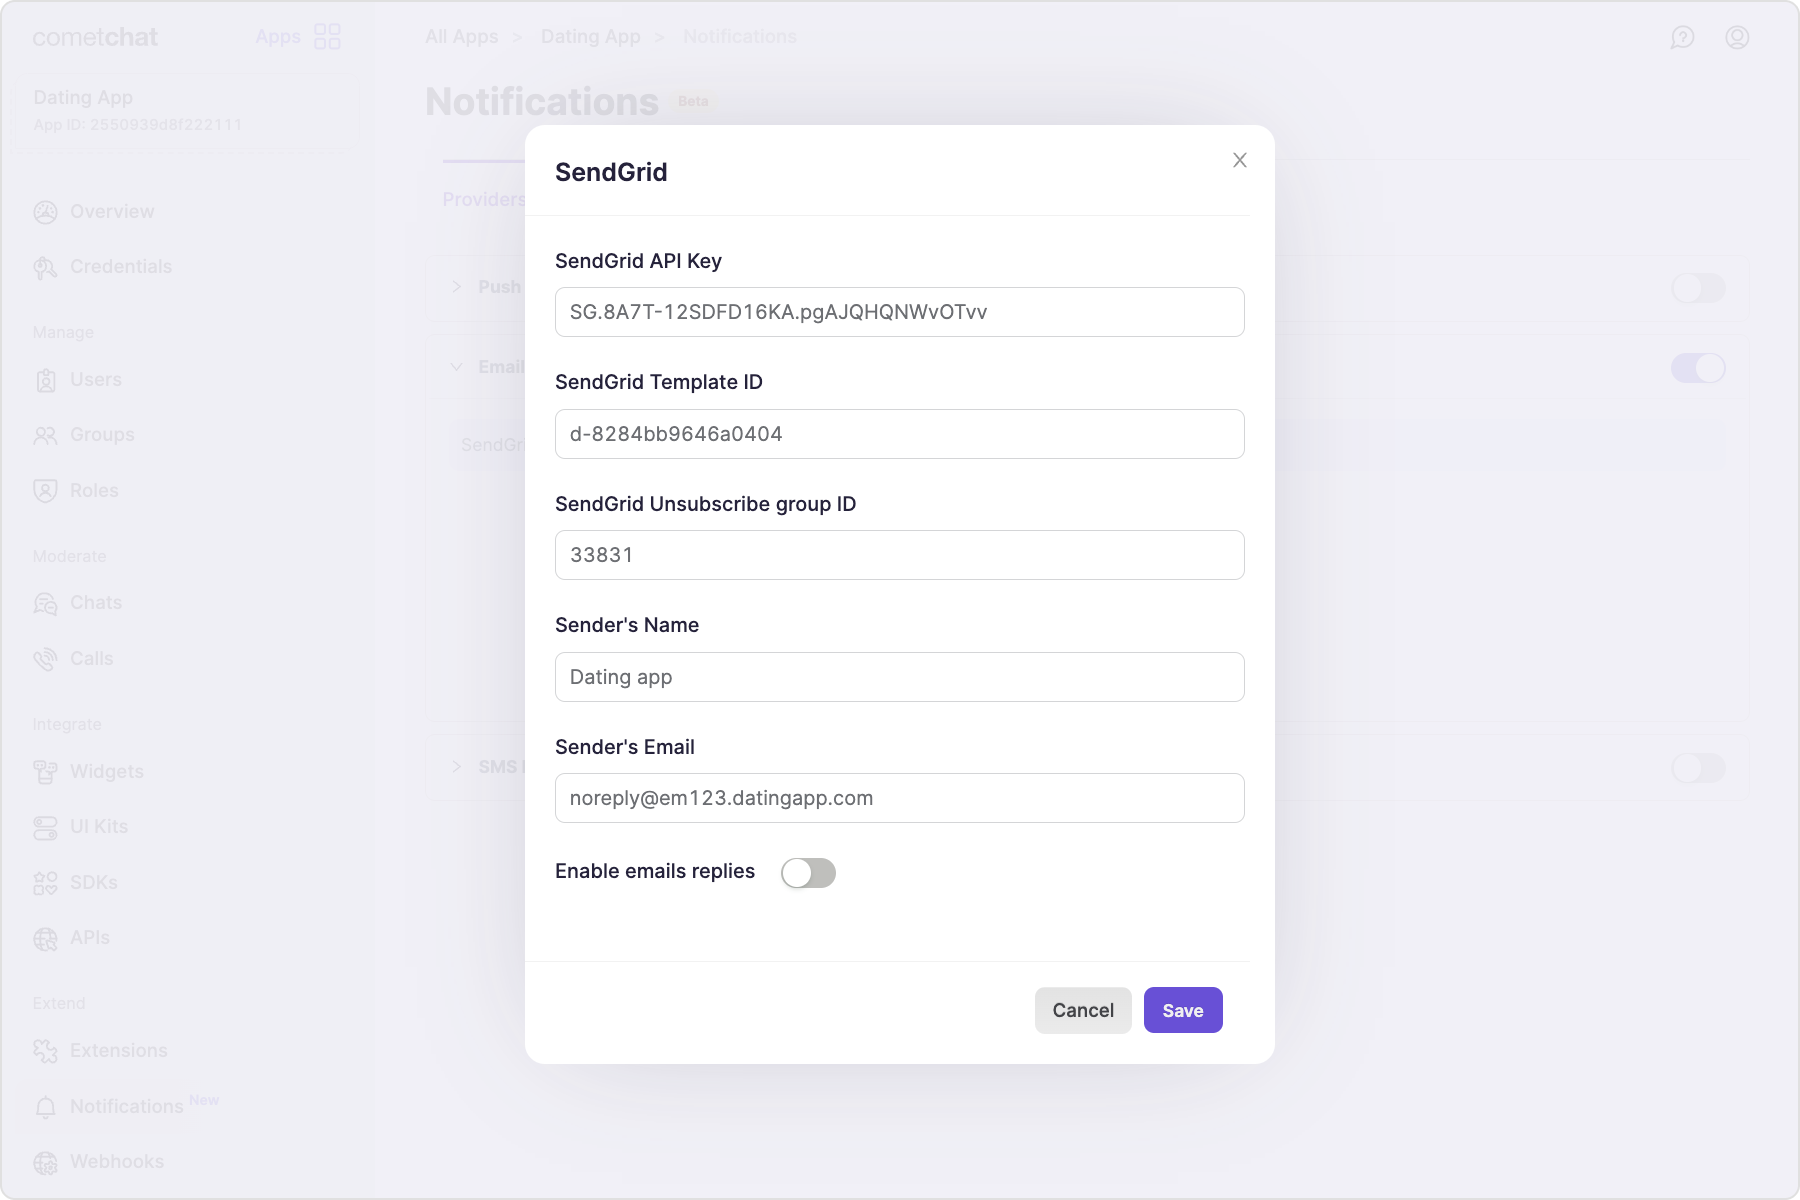 cometchat
Apps
All Apps > Dating App > Notifications
Dating App
App ID: 2550939d8f222111
Notifications Beta
Overview
Credentials
Manage
Users
Groups
Roles
Moderate
Chats
Calls
Integrate
Widgets
UI Kits
SDKs
APIs
Extend
Extensions
Notifications New
Webhooks
Providers
Push
Email
SendGri
SMS
SendGrid
SendGrid API Key
SG.8A7T-12SDFD16KA.pgAJQHQNWvOTvv
SendGrid Template ID
d-8284bb9646a0404
SendGrid Unsubscribe group ID
33831
Sender's Name
Dating app
Sender's Email
noreply@em123.datingapp.com
Enable emails replies
Cancel
Save